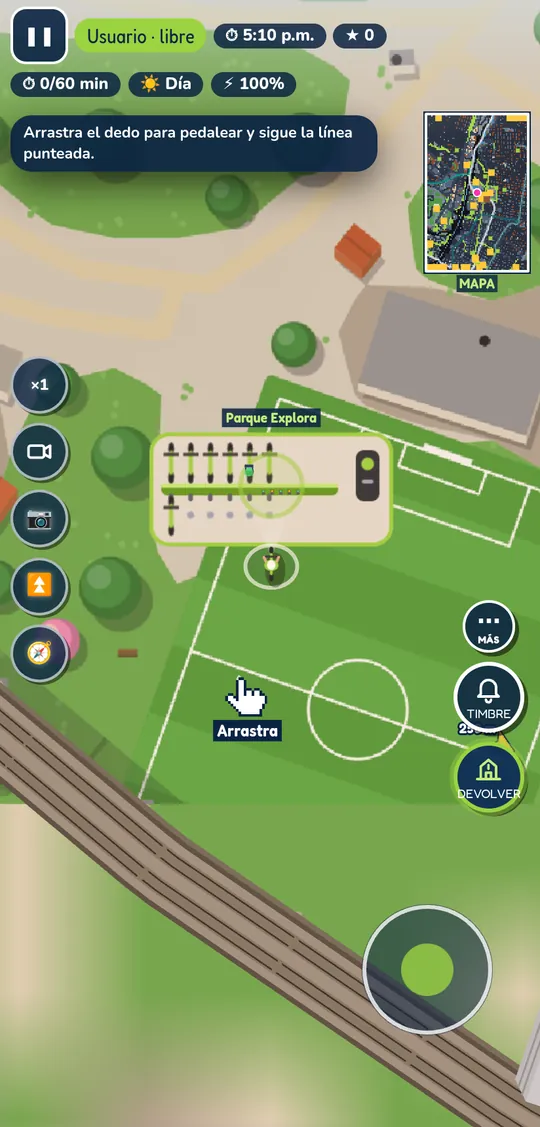 Usuario · libre
5:10 p.m.
★ 0
0/60 min
Día
100%
Arrastra el dedo para pedalear y sigue la línea
punteada.
MAPA
×1
Parque Explora
MÁS
TIMBRE
Arrastra
DEVOLVER